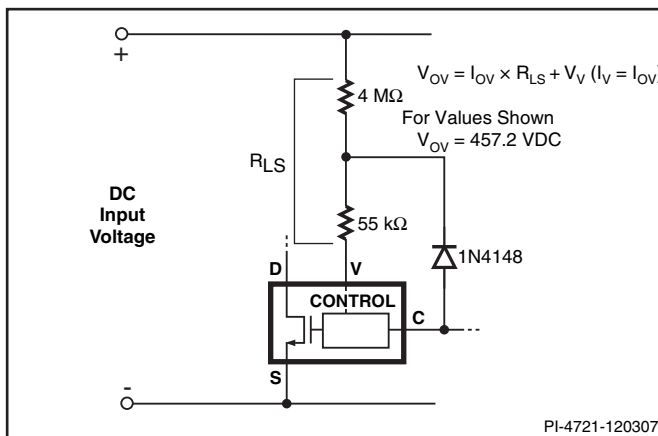 +
V_OV = I_OV × R_LS + V_V (I_V = I_OV)
4 MΩ
For Values Shown
V_OV = 457.2 VDC
R_LS
DC
Input
Voltage
55 kΩ
1N4148
D
V
CONTROL
C
S
-
PI-4721-120307